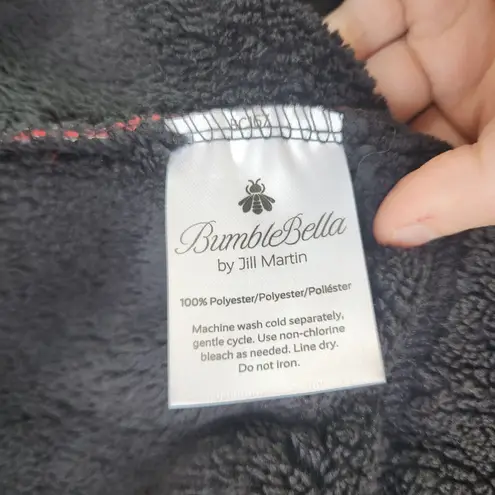 BumbleBella
by Jill Martin
100% Polyester/Polyester/Poliéster
Machine wash cold separately,
gentle cycle. Use non-chlorine
bleach as needed. Line dry.
Do not iron.